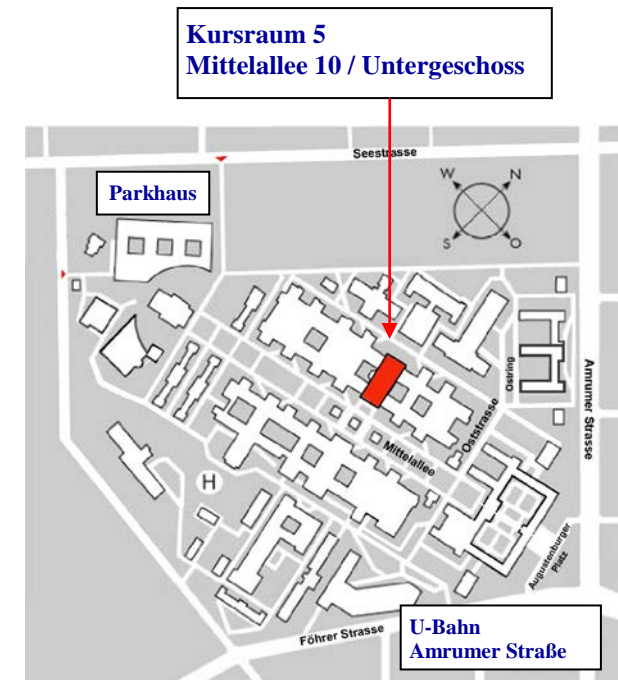 Kursraum 5
Mittelallee 10 / Untergeschoss
Seestrasse
Parkhaus
W
N
S
O
Ostring
Amrumer Strasse
Oststrasse
Mittelallee
H
Augustenburger
Platz
Föhrer Strasse
U-Bahn
Amrumer Straße